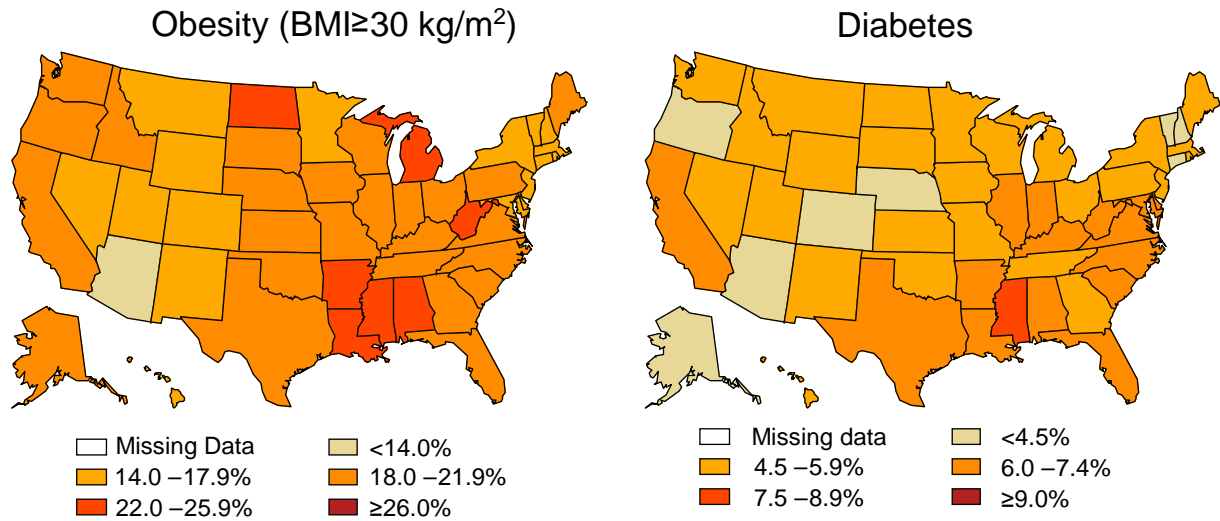 Obesity (BMI≥30 kg/m²)
Diabetes
Missing Data
<14.0%
14.0 –17.9%
18.0 –21.9%
22.0 –25.9%
≥26.0%
Missing data
<4.5%
4.5 –5.9%
6.0 –7.4%
7.5 –8.9%
≥9.0%